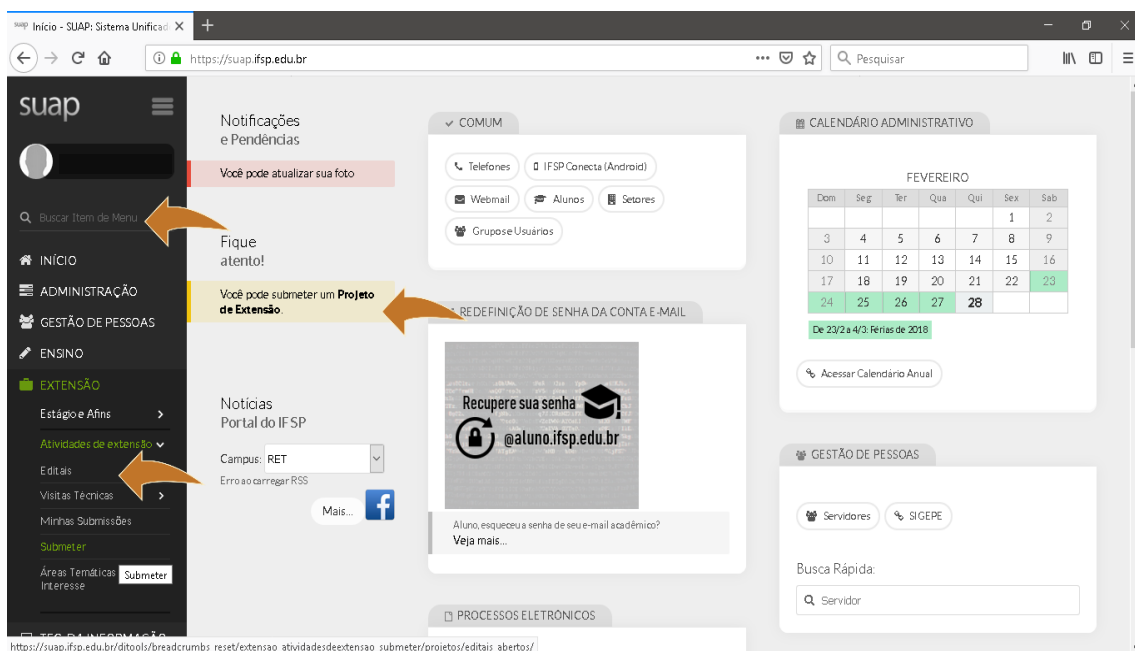 suap Início - SUAP: Sistema Unificad
https://suap.ifsp.edu.br
Pesquisar
suap
Buscar Item de Menu
INÍCIO
ADMINISTRAÇÃO
GESTÃO DE PESSOAS
ENSINO
EXTENSÃO
Estágio e Afins
Atividades de extensão
Editais
Visitas Técnicas
Minhas Submissões
Submeter
Áreas Temáticas
Interesse
Submeter
TEC. DA INFORMAÇÃO
Notificações
e Pendências
Você pode atualizar sua foto
Fique
atento!
Você pode submeter um Projeto
de Extensão.
Notícias
Portal do IFSP
Campus: RET
Erro ao carregar RSS
Mais...
f
COMUM
Telefones IFSP Conecta (Android)
Webmail Alunos Setores
Grupos e Usuários
REDEFINIÇÃO DE SENHA DA CONTA E-MAIL
Recupere sua senha
@aluno.ifsp.edu.br
Aluno, esqueceu a senha de seu e-mail acadêmico?
Veja mais...
PROCESSOS ELETRÔNICOS
CALENDÁRIO ADMINISTRATIVO
FEVEREIRO
Dom Seg Ter Qua Qui Sex Sab
1 2
3 4 5 6 7 8 9
10 11 12 13 14 15 16
17 18 19 20 21 22 23
24 25 26 27 28
De 23/2 a 4/3: Férias de 2018
Acessar Calendário Anual
GESTÃO DE PESSOAS
Servidores SIGEPE
Busca Rápida:
Servidor
https://suap.ifsp.edu.br/djtools/breadcrumbs_reset/extensao_atividadesdeextensao_submeter/projetos/editais_abertos/